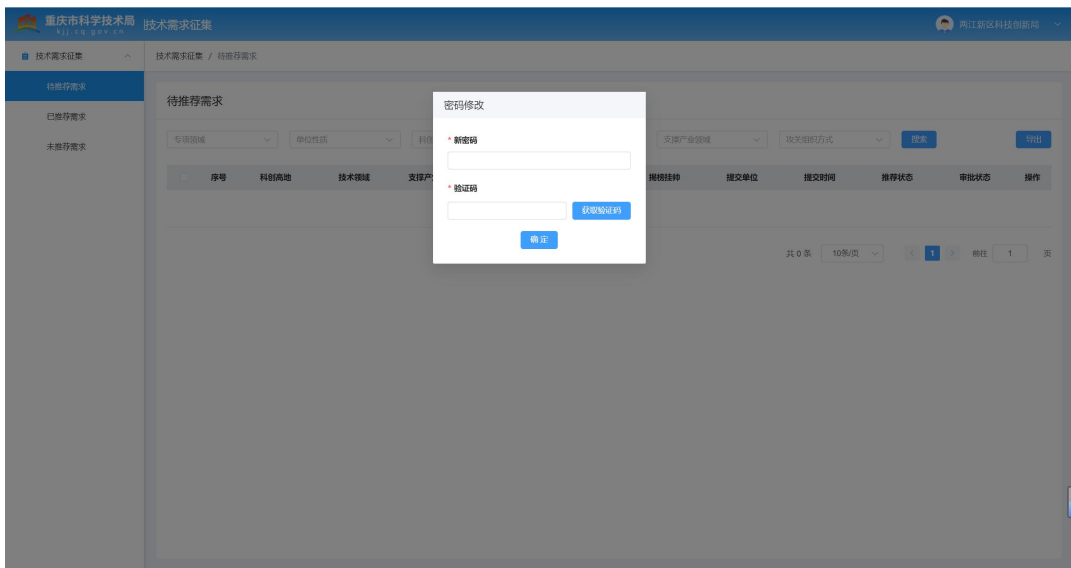 重庆市科学技术局 技术需求征集
kjj.cq.gov.cn
两江新区科技创新局
技术需求征集
技术需求征集 / 待推荐需求
待推荐需求
已推荐需求
未推荐需求
待推荐需求
专项领域
单位性质
科创
支撑产业领域
攻关组织方式
搜索
导出
序号 科创高地 技术领域 支撑产 揭榜挂帅 提交单位 提交时间 推荐状态 审批状态 操作
共 0 条 10条/页 1 前往 1 页
密码修改
* 新密码
* 验证码
获取验证码
确 定